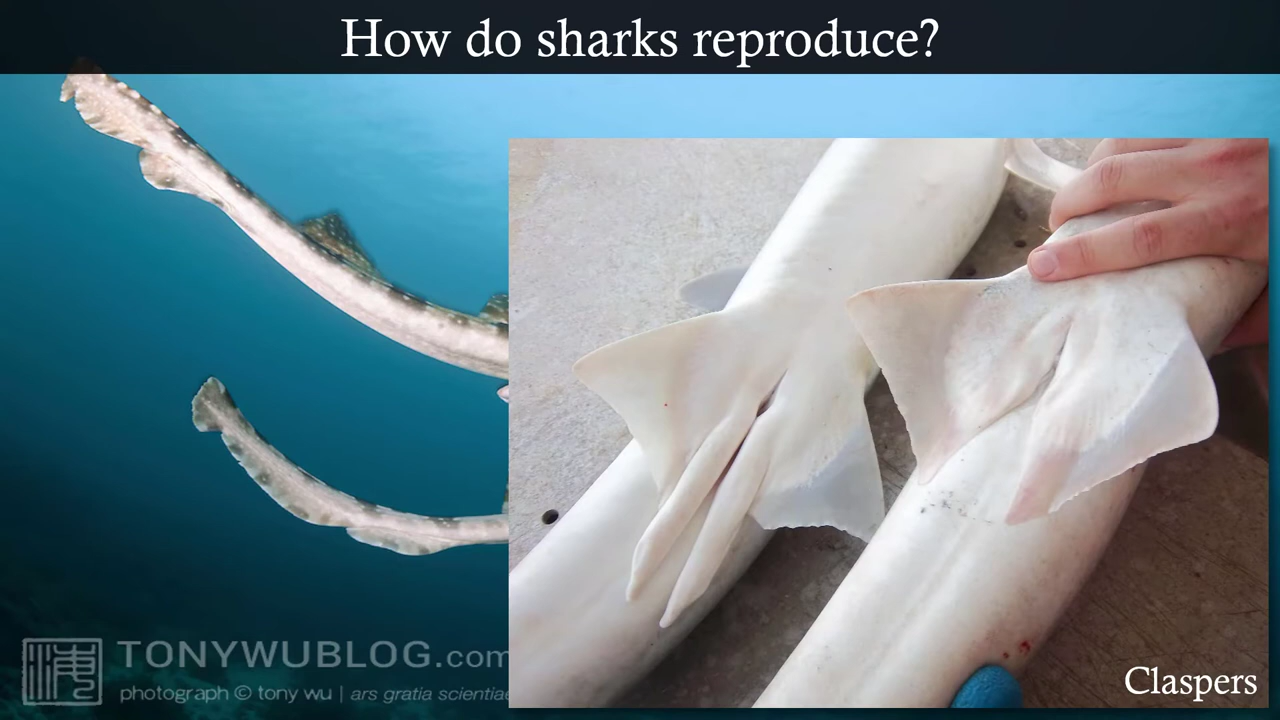 How do sharks reproduce?
TONYWUBLOG.com
photograph © tony wu | ars gratia scientiae
Claspers